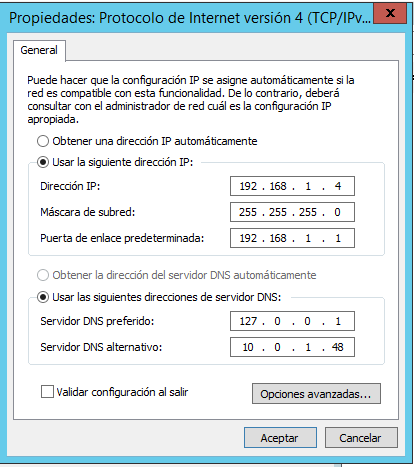 Propiedades: Protocolo de Internet versión 4 (TCP/IPv...
x
General
Puede hacer que la configuración IP se asigne automáticamente si la
red es compatible con esta funcionalidad. De lo contrario, deberá
consultar con el administrador de red cuál es la configuración IP
apropiada.
Obtener una dirección IP automáticamente
Usar la siguiente dirección IP:
Dirección IP: 192 . 168 . 1 . 4
Máscara de subred: 255 . 255 . 255 . 0
Puerta de enlace predeterminada: 192 . 168 . 1 . 1
Obtener la dirección del servidor DNS automáticamente
Usar las siguientes direcciones de servidor DNS:
Servidor DNS preferido: 127 . 0 . 0 . 1
Servidor DNS alternativo: 10 . 0 . 1 . 48
Validar configuración al salir
Opciones avanzadas...
Aceptar
Cancelar